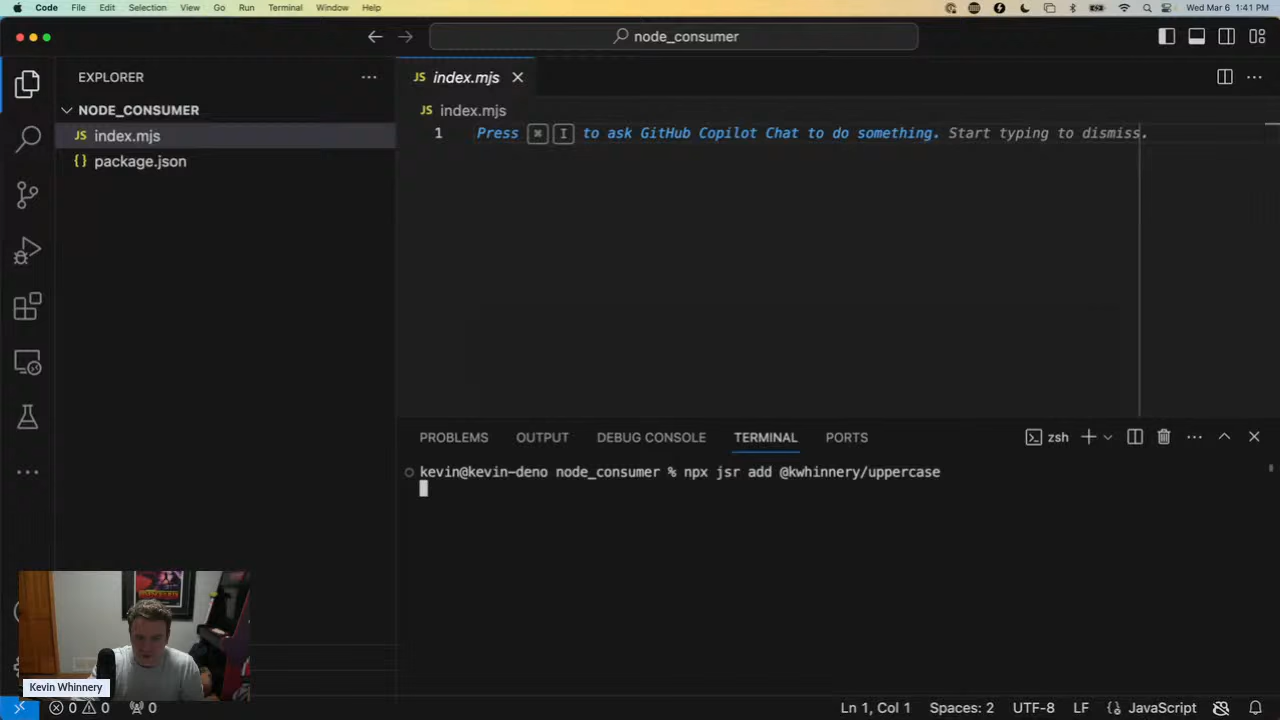 Code File Edit Selection View Go Run Terminal Window Help
Wed Mar 6 1:41 PM
node_consumer
EXPLORER
NODE_CONSUMER
JS index.mjs
{} package.json
JS index.mjs
JS index.mjs
1 Press ⌘ I to ask GitHub Copilot Chat to do something. Start typing to dismiss.
PROBLEMS OUTPUT DEBUG CONSOLE TERMINAL PORTS
zsh
kevin@kevin-deno node_consumer % npx jsr add @kwhinnery/uppercase
Kevin Whinnery
0 0 0
Ln 1, Col 1 Spaces: 2 UTF-8 LF {} JavaScript